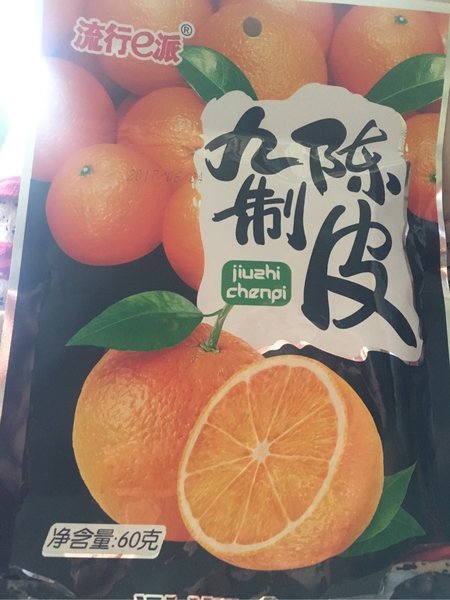 流行e派®
九制
陈皮
jiuzhi
chenpi
净含量:60克